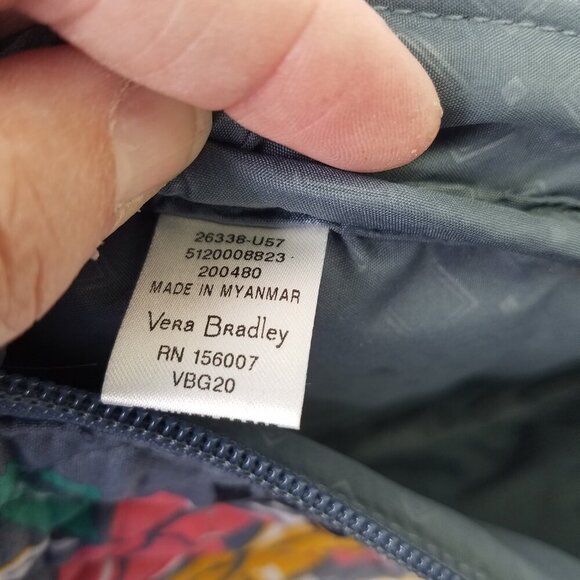 26338-U57
5120008823
200480
MADE IN MYANMAR
Vera Bradley
RN 156007
VBG20